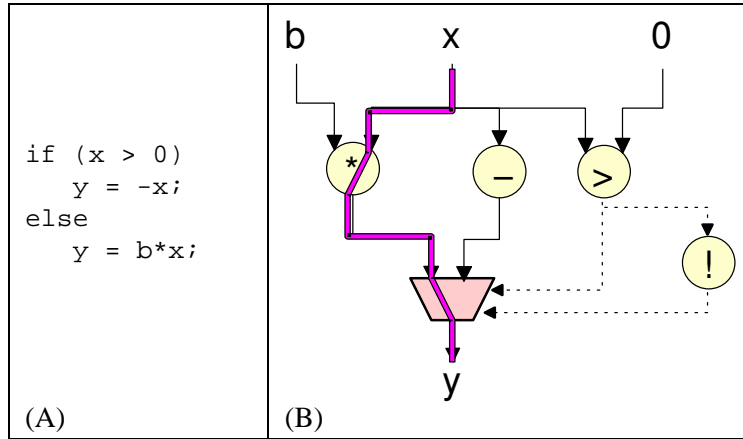 if (x > 0)
y = -x;
else
y = b*x;
(A)
b x 0
* - >
!
y
(B)